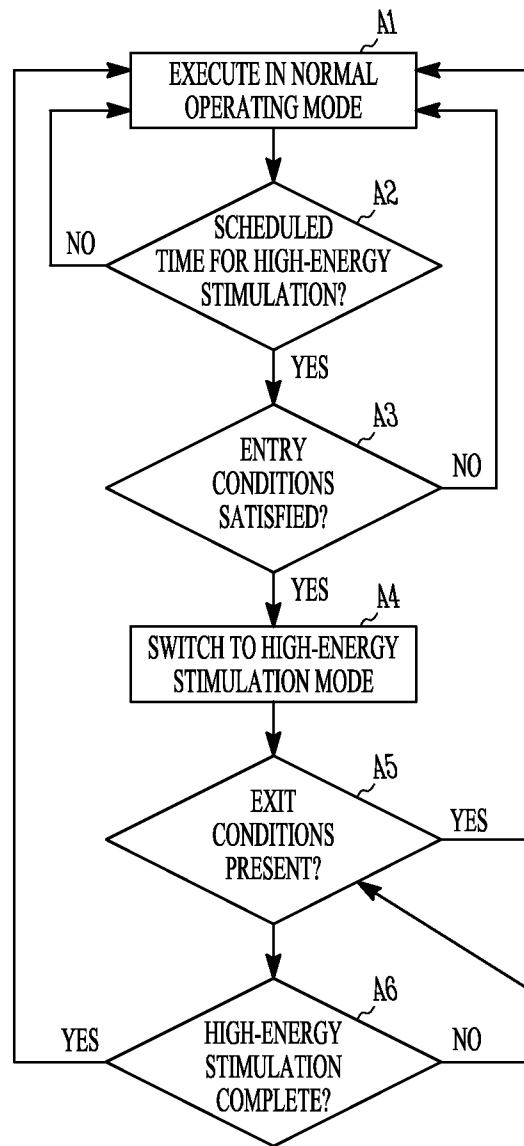 A1
EXECUTE IN NORMAL
OPERATING MODE
A2
SCHEDULED
TIME FOR HIGH-ENERGY
STIMULATION?
NO
YES
A3
ENTRY
CONDITIONS
SATISFIED?
NO
YES
A4
SWITCH TO HIGH-ENERGY
STIMULATION MODE
A5
EXIT
CONDITIONS
PRESENT?
YES
A6
HIGH-ENERGY
STIMULATION
COMPLETE?
YES
NO